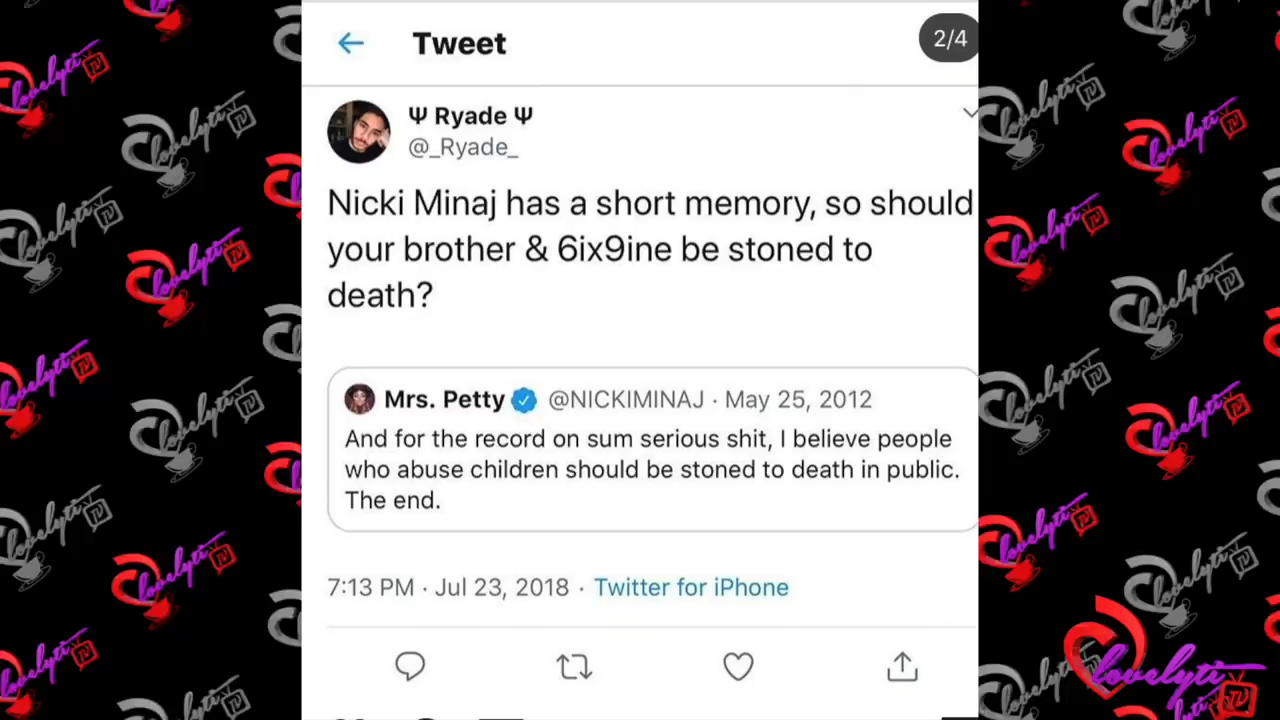 Tweet
2/4
Ψ Ryade Ψ
@_Ryade_
Nicki Minaj has a short memory, so should
your brother & 6ix9ine be stoned to
death?
Mrs. Petty @NICKIMINAJ · May 25, 2012
And for the record on sum serious shit, I believe people
who abuse children should be stoned to death in public.
The end.
7:13 PM · Jul 23, 2018 · Twitter for iPhone
lovelyti
TV